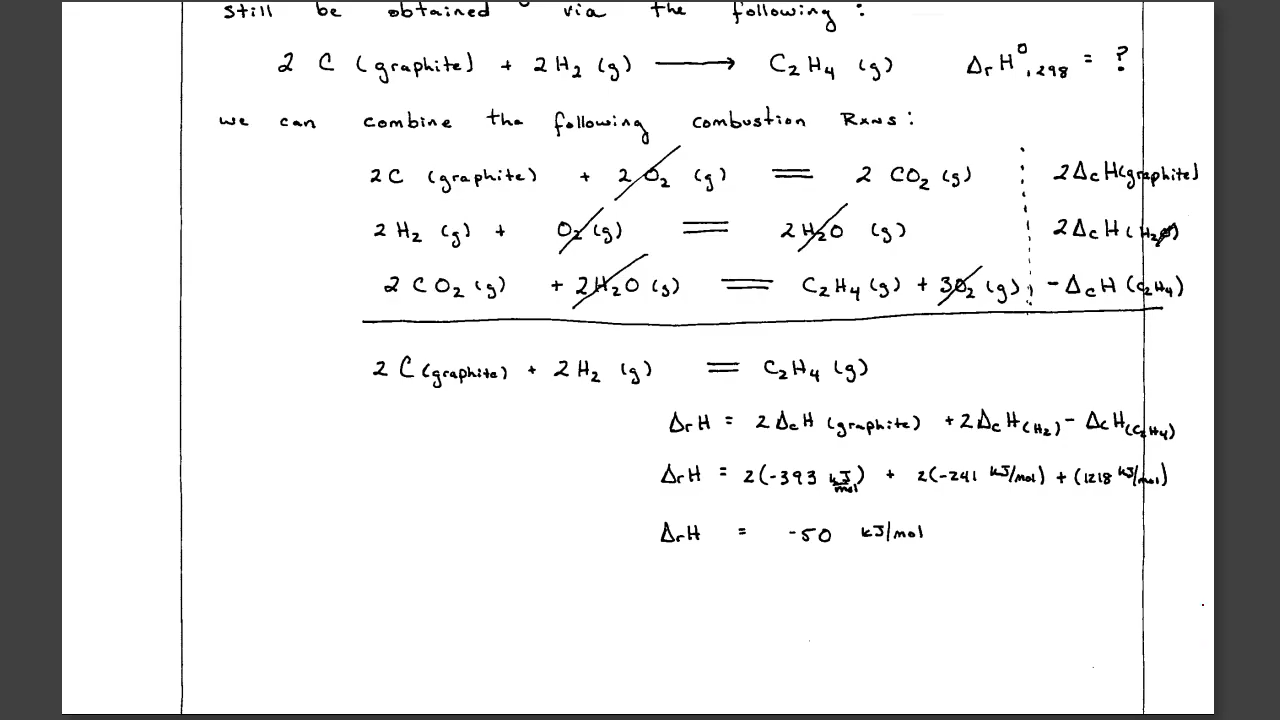 still be obtained via the following :
2 C (graphite) + 2H₂ (g) ⟶ C₂H₄ (g) ΔrH°,298 = ?
we can combine the following combustion Rxns :
2C (graphite) + 2 O₂ (g) = 2 CO₂ (g) 2ΔcH(graphite)
2 H₂ (g) + O₂ (g) = 2 H₂O (g) 2ΔcH (H₂)
2 CO₂ (g) + 2H₂O (g) = C₂H₄ (g) + 3O₂ (g) -ΔcH (C₂H₄)
2 C (graphite) + 2 H₂ (g) = C₂H₄ (g)
ΔrH = 2ΔcH (graphite) + 2ΔcH (H₂) - ΔcH (C₂H₄)
ΔrH = 2(-393 kJ/mol) + 2(-241 kJ/mol) + (1218 kJ/mol)
ΔrH = -50 kJ/mol